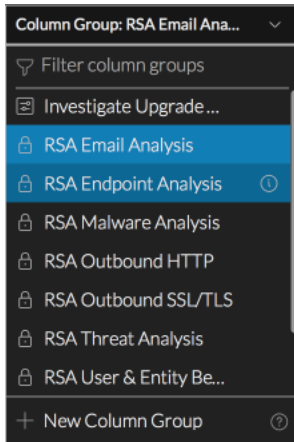 Column Group: RSA Email Ana...
Filter column groups
Investigate Upgrade ...
RSA Email Analysis
RSA Endpoint Analysis
RSA Malware Analysis
RSA Outbound HTTP
RSA Outbound SSL/TLS
RSA Threat Analysis
RSA User & Entity Be...
New Column Group